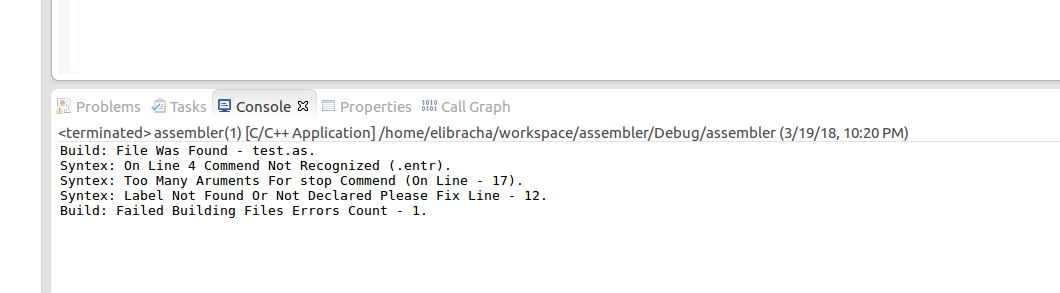 Problems Tasks Console Properties Call Graph
<terminated> assembler(1) [C/C++ Application] /home/elibracha/workspace/assembler/Debug/assembler (3/19/18, 10:20 PM)
Build: File Was Found - test.as.
Syntex: On Line 4 Commend Not Recognized (.entr).
Syntex: Too Many Aruments For stop Commend (On Line - 17).
Syntex: Label Not Found Or Not Declared Please Fix Line - 12.
Build: Failed Building Files Errors Count - 1.